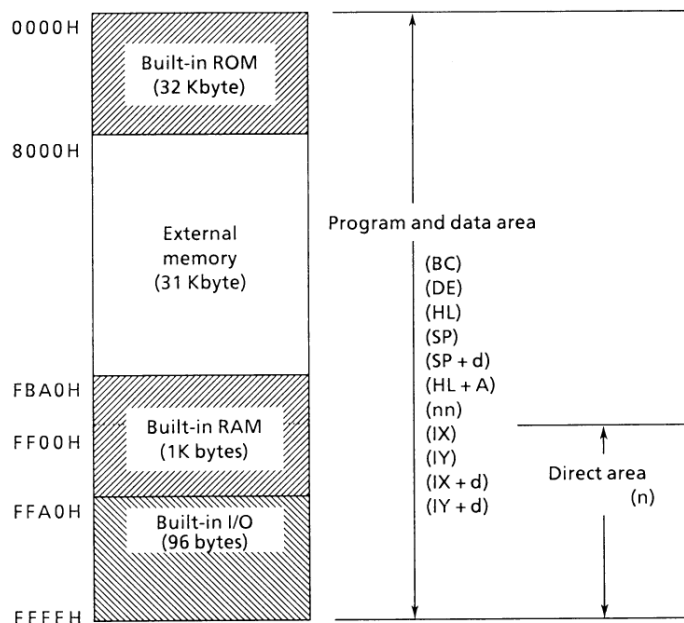 0000H
Built-in ROM
(32 Kbyte)
8000H
External
memory
(31 Kbyte)
FBA0H
Built-in RAM
(1K bytes)
FF00H
FFA0H
Built-in I/O
(96 bytes)
FFFFH
Program and data area
(BC)
(DE)
(HL)
(SP)
(SP + d)
(HL + A)
(nn)
(IX)
(IY)
(IX + d)
(IY + d)
Direct area
(n)